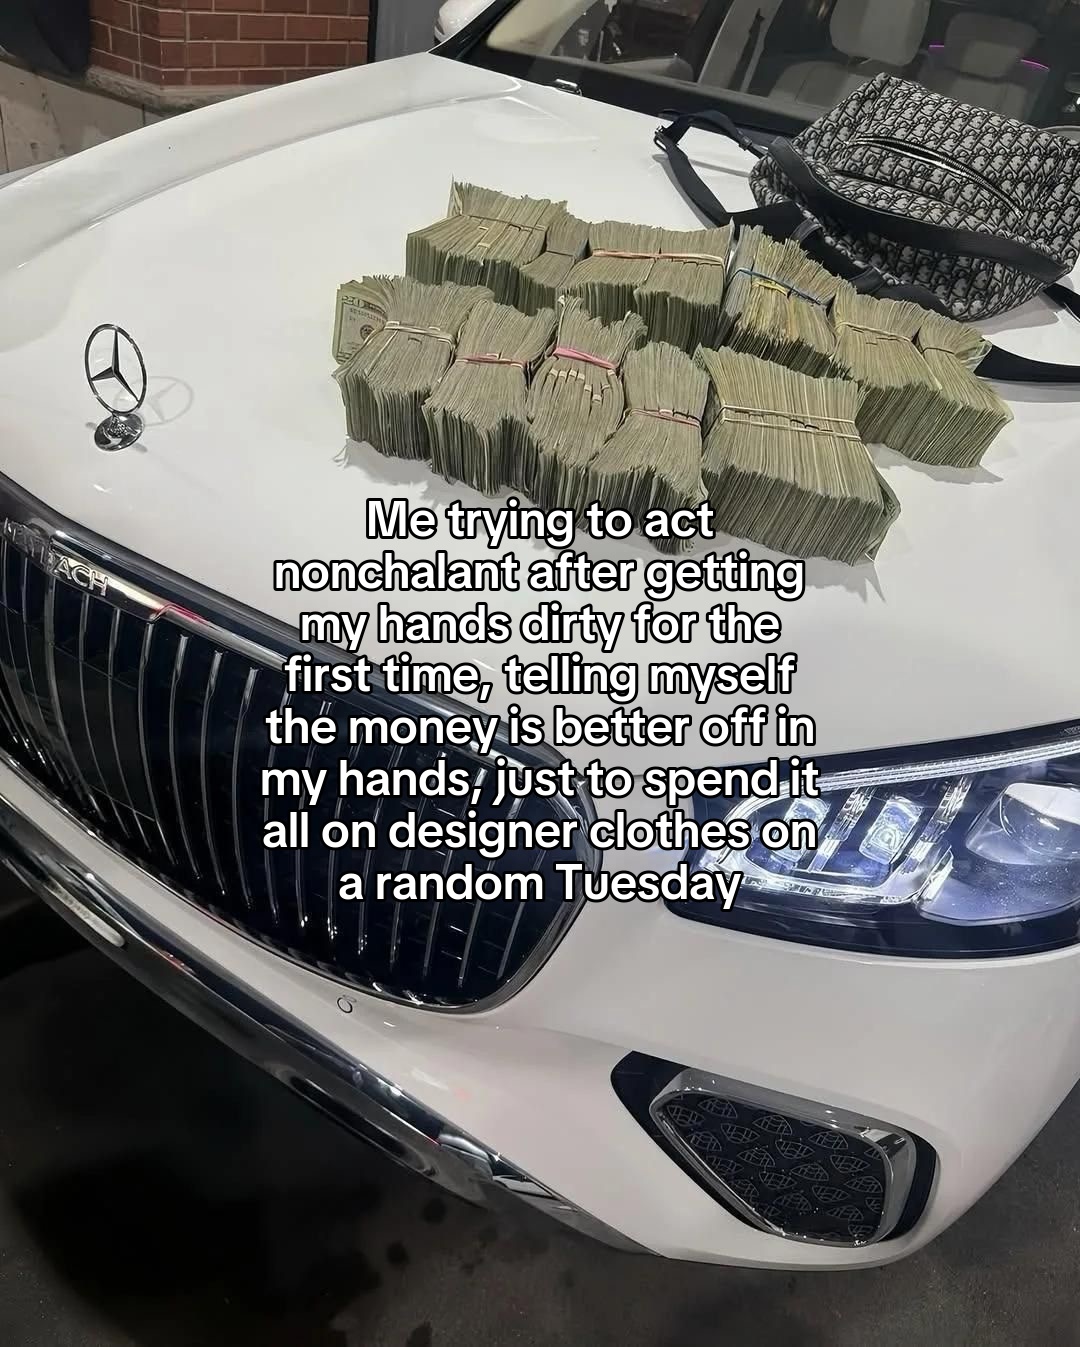 ACH
Me trying to act
nonchalant after getting
my hands dirty for the
first time, telling myself
the money is better off in
my hands, just to spend it
all on designer clothes on
a random Tuesday